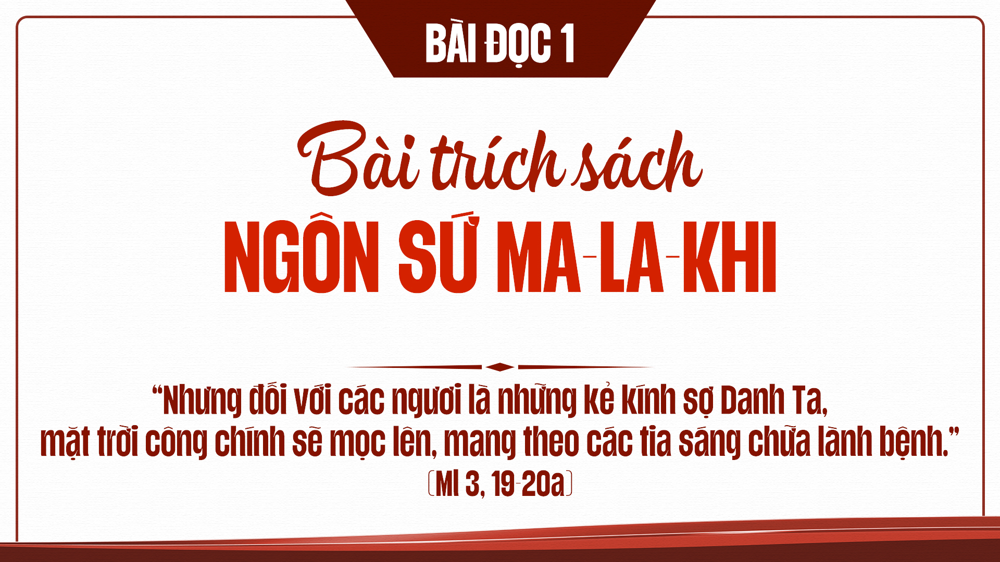 BÀI ĐỌC 1
Bài trích sách
NGÔN SỨ MA-LA-KHI
“Nhưng đối với các ngươi là những kẻ kính sợ Danh Ta,
mặt trời công chính sẽ mọc lên, mang theo các tia sáng chữa lành bệnh.”
(Ml 3, 19-20a)